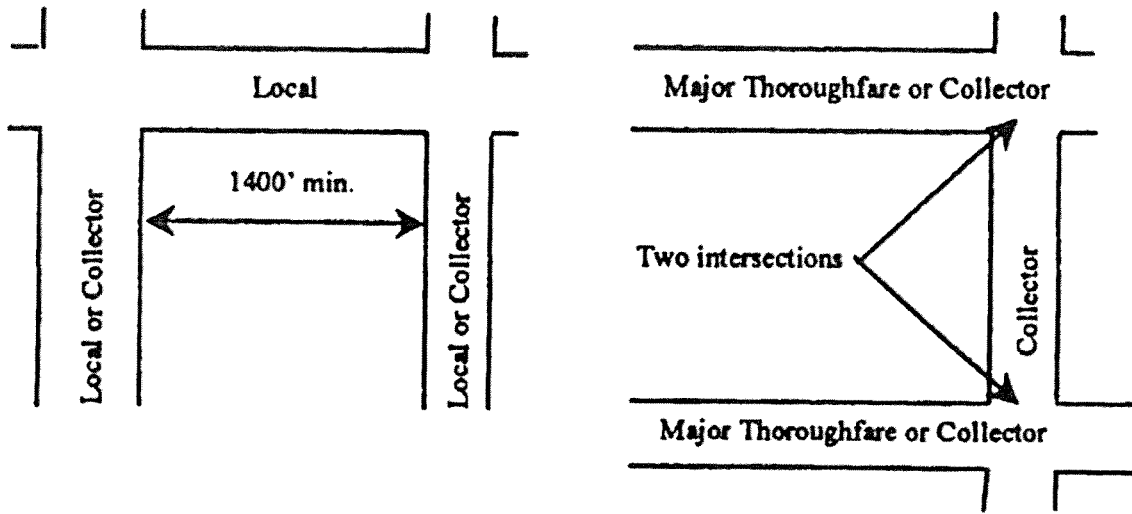 Local
1400' min.
Local or Collector
Local or Collector
Major Thoroughfare or Collector
Two intersections
Collector
Major Thoroughfare or Collector